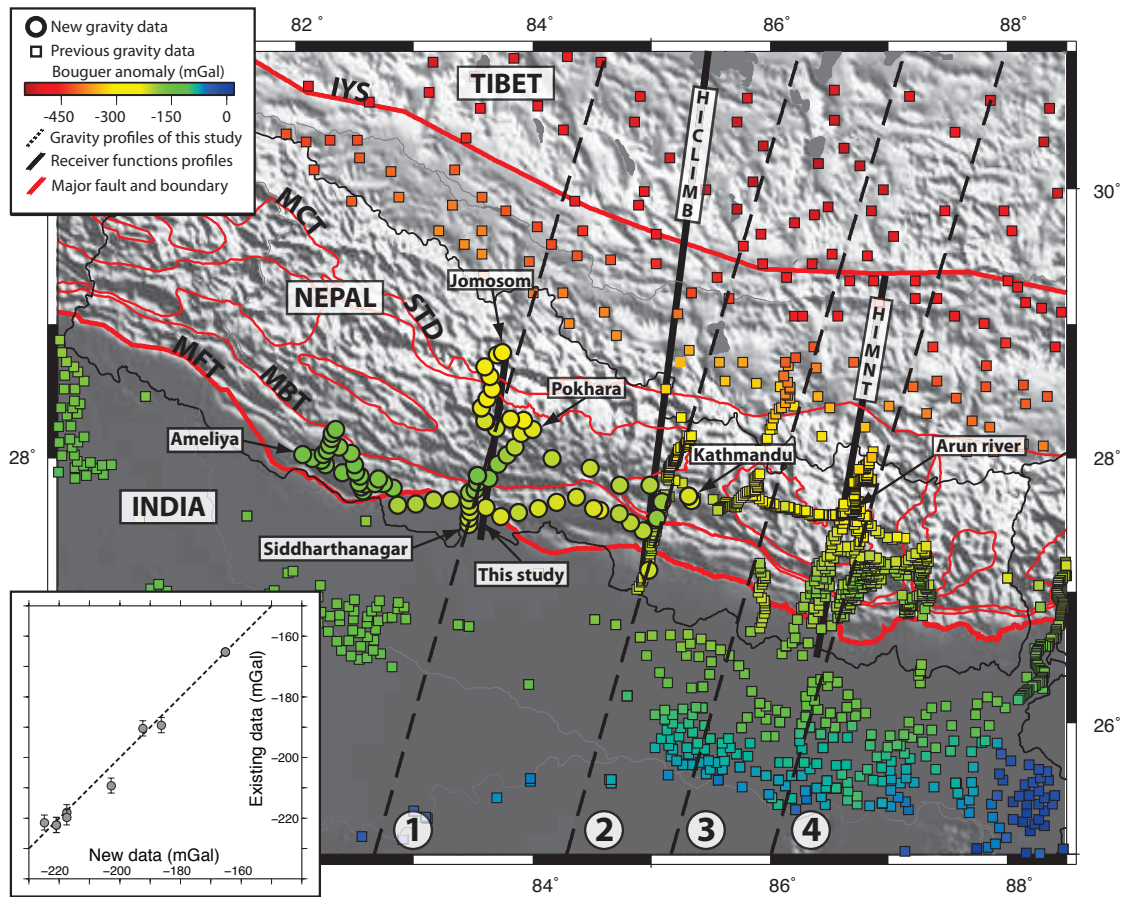 82˚
84˚
86˚
88˚
New gravity data
Previous gravity data
Bouguer anomaly (mGal)
-450 -300 -150 0
Gravity profiles of this study
Receiver functions profiles
Major fault and boundary
TIBET
IYS
HICLIMB
30˚
MCT
Jomosom
NEPAL
STD
HIMNT
MFT
MBT
Pokhara
Ameliya
Arun river
Kathmandu
28˚
28˚
INDIA
Siddharthanagar
This study
−160
−180
−200
−220
Existing data (mGal)
New data (mGal)
−220 −200 −180 −160
26˚
1
2
3
4
84˚
86˚
88˚